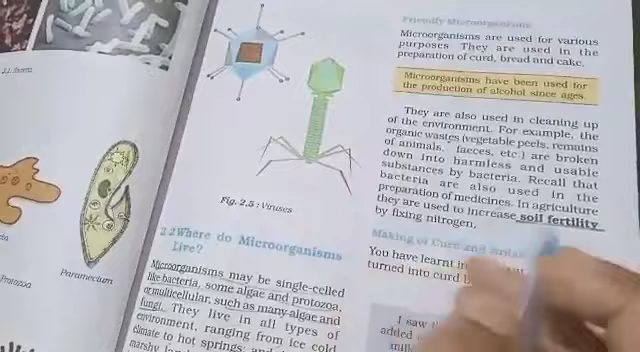 Paramecium
Protozoa
Fig. 2.5 : Viruses
2.2 Where do Microorganisms
Live?
Microorganisms may be single-celled
like bacteria, some algae and protozoa,
or multicellular, such as many algae and
fungi. They live in all types of
environment, ranging from ice cold
climate to hot springs; and
marshy
Friendly Microorganisms
Microorganisms are used for various
purposes They are used in the
preparation of curd, bread and cake.
Microorganisms have been used for
the production of alcohol since ages.
They are also used in cleaning up
of the environment. For example, the
organic wastes (vegetable peels, remains
of animals, faeces, etc.) are broken
down into harmless and usable
substances by bacteria. Recall that
bacteria are also used in the
preparation of medicines. In agriculture
they are used to increase soil fertility
by fixing nitrogen.
Making of Curd and
You have learnt in
turned into curd
I saw
added